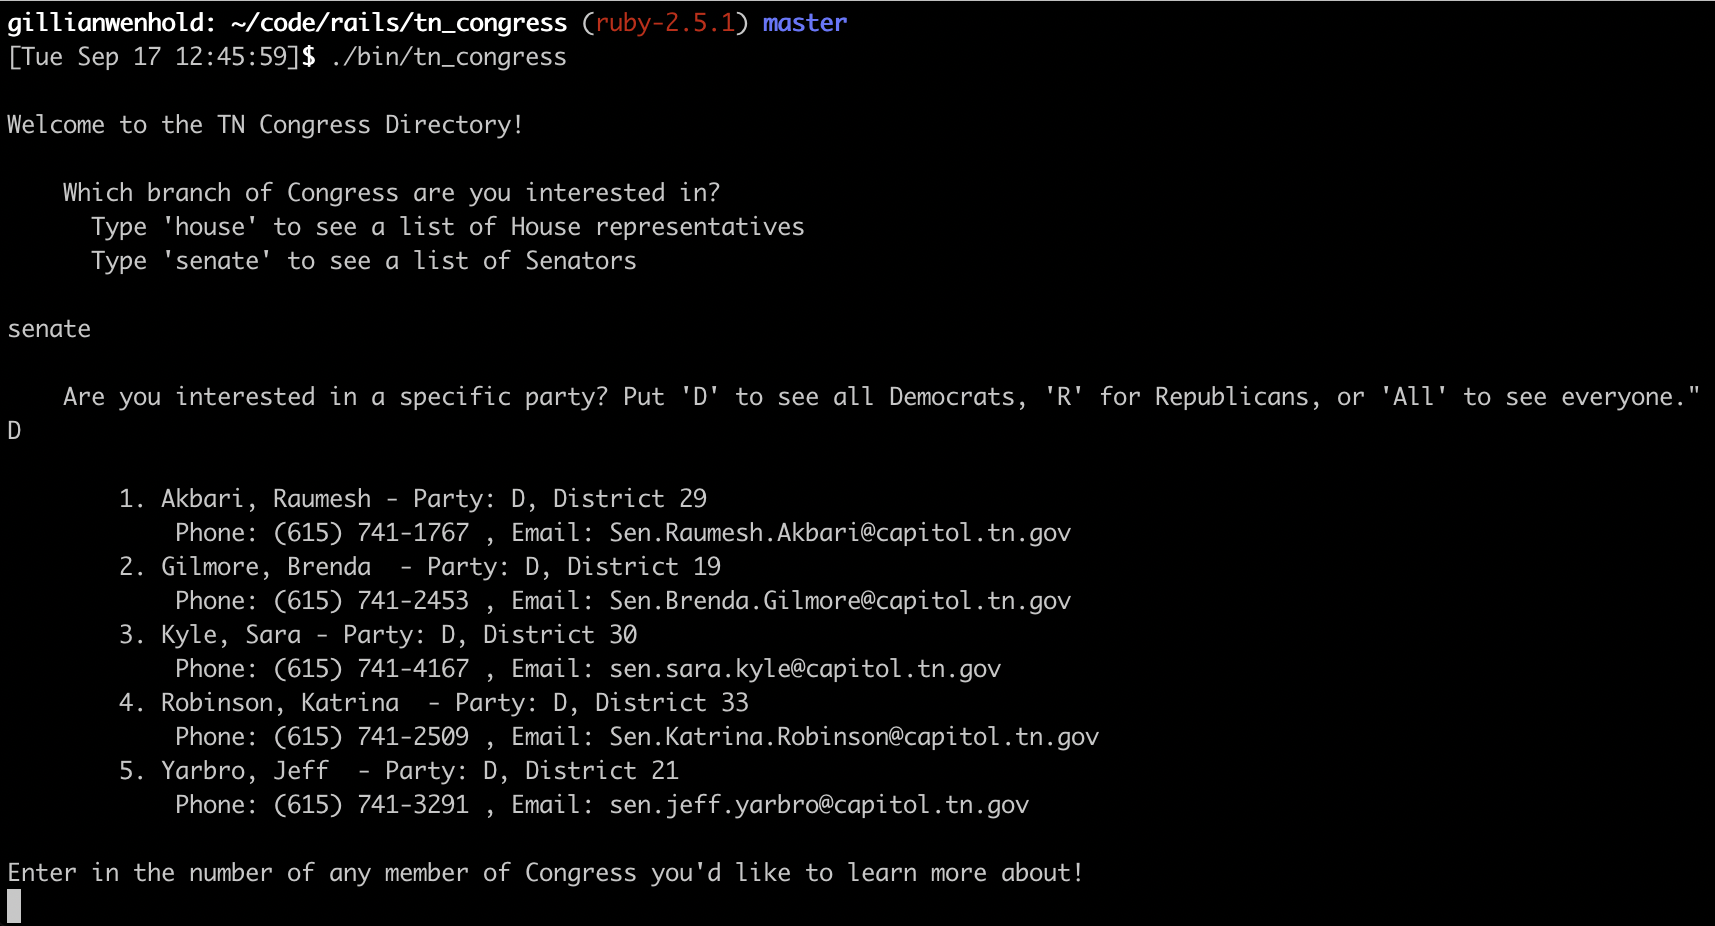 gillianwenhold: ~/code/rails/tn_congress (ruby-2.5.1) master
[Tue Sep 17 12:45:59]$ ./bin/tn_congress
Welcome to the TN Congress Directory!
Which branch of Congress are you interested in?
Type 'house' to see a list of House representatives
Type 'senate' to see a list of Senators
senate
Are you interested in a specific party? Put 'D' to see all Democrats, 'R' for Republicans, or 'All' to see everyone."
D
1. Akbari, Raumesh - Party: D, District 29
Phone: (615) 741-1767 , Email: Sen.Raumesh.Akbari@capitol.tn.gov
2. Gilmore, Brenda  - Party: D, District 19
Phone: (615) 741-2453 , Email: Sen.Brenda.Gilmore@capitol.tn.gov
3. Kyle, Sara - Party: D, District 30
Phone: (615) 741-4167 , Email: sen.sara.kyle@capitol.tn.gov
4. Robinson, Katrina  - Party: D, District 33
Phone: (615) 741-2509 , Email: Sen.Katrina.Robinson@capitol.tn.gov
5. Yarbro, Jeff  - Party: D, District 21
Phone: (615) 741-3291 , Email: sen.jeff.yarbro@capitol.tn.gov
Enter in the number of any member of Congress you'd like to learn more about!